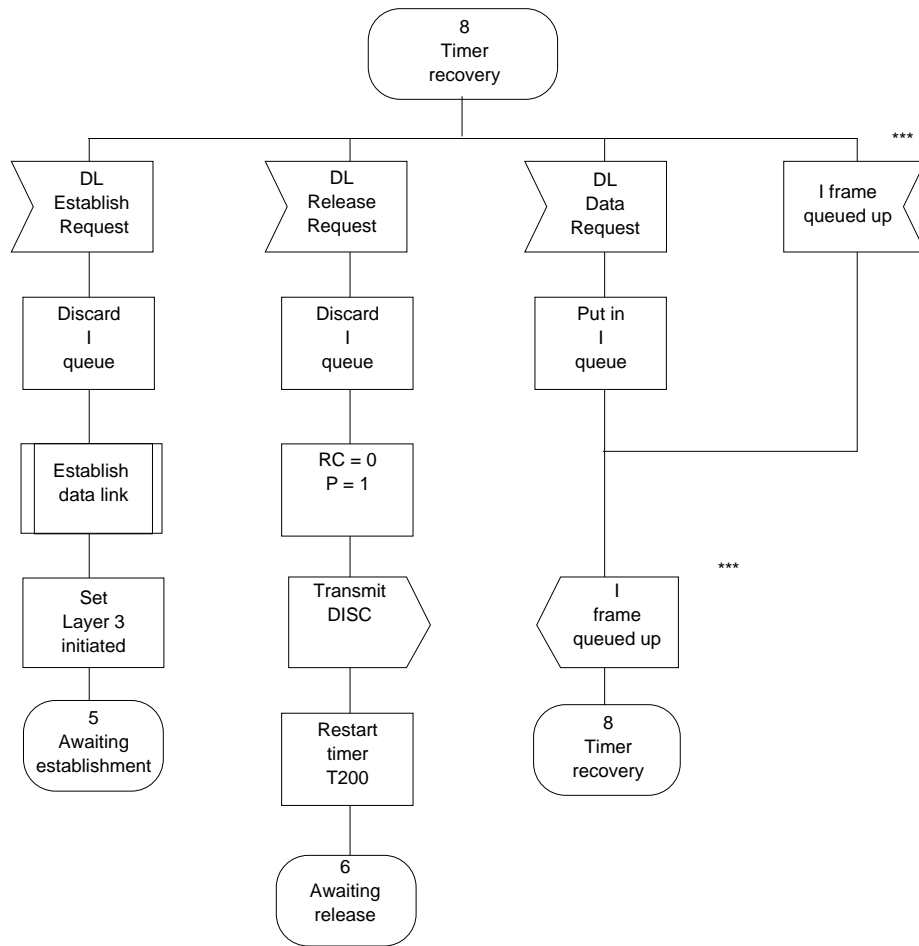 8
Timer
recovery
***
DL
Establish
Request
DL
Release
Request
DL
Data
Request
I frame
queued up
Discard
I
queue
Discard
I
queue
Put in
I
queue
Establish
data link
RC = 0
P = 1
***
Set
Layer 3
initiated
Transmit
DISC
I
frame
queued up
5
Awaiting
establishment
Restart
timer
T200
8
Timer
recovery
6
Awaiting
release